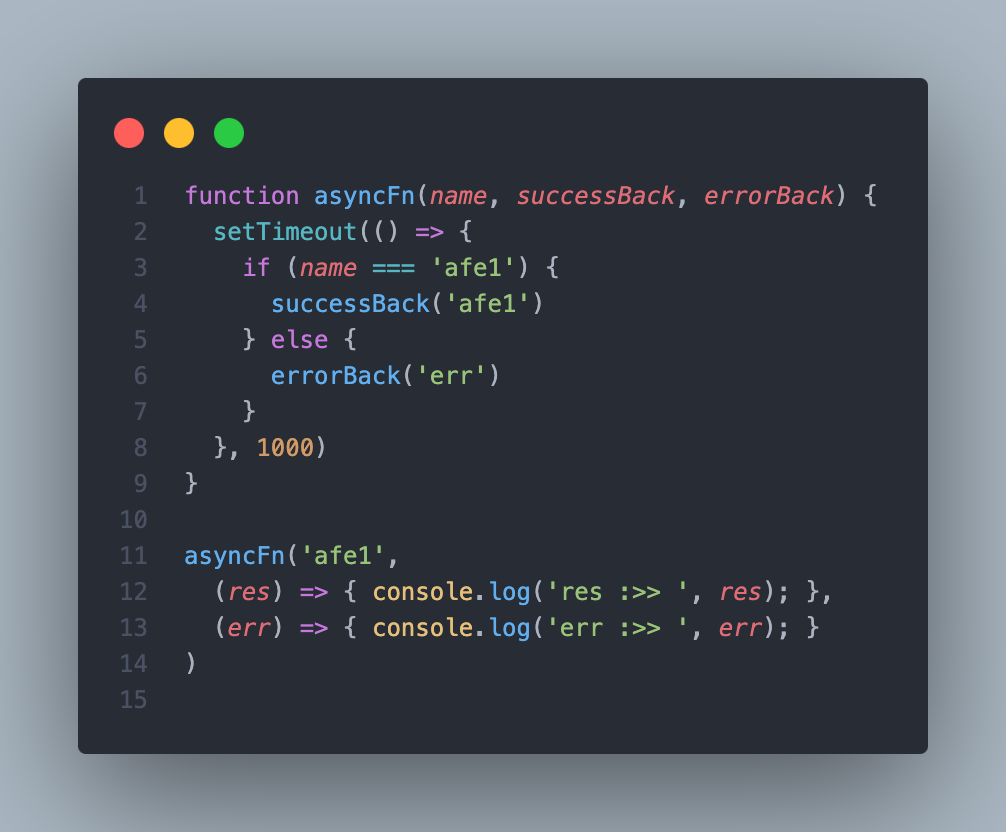 1 function asyncFn(name, successBack, errorBack) {
2   setTimeout(() => {
3     if (name === 'afe1') {
4       successBack('afe1')
5     } else {
6       errorBack('err')
7     }
8   }, 1000)
9 }
10
11 asyncFn('afe1',
12   (res) => { console.log('res :>> ', res); },
13   (err) => { console.log('err :>> ', err); }
14 )
15